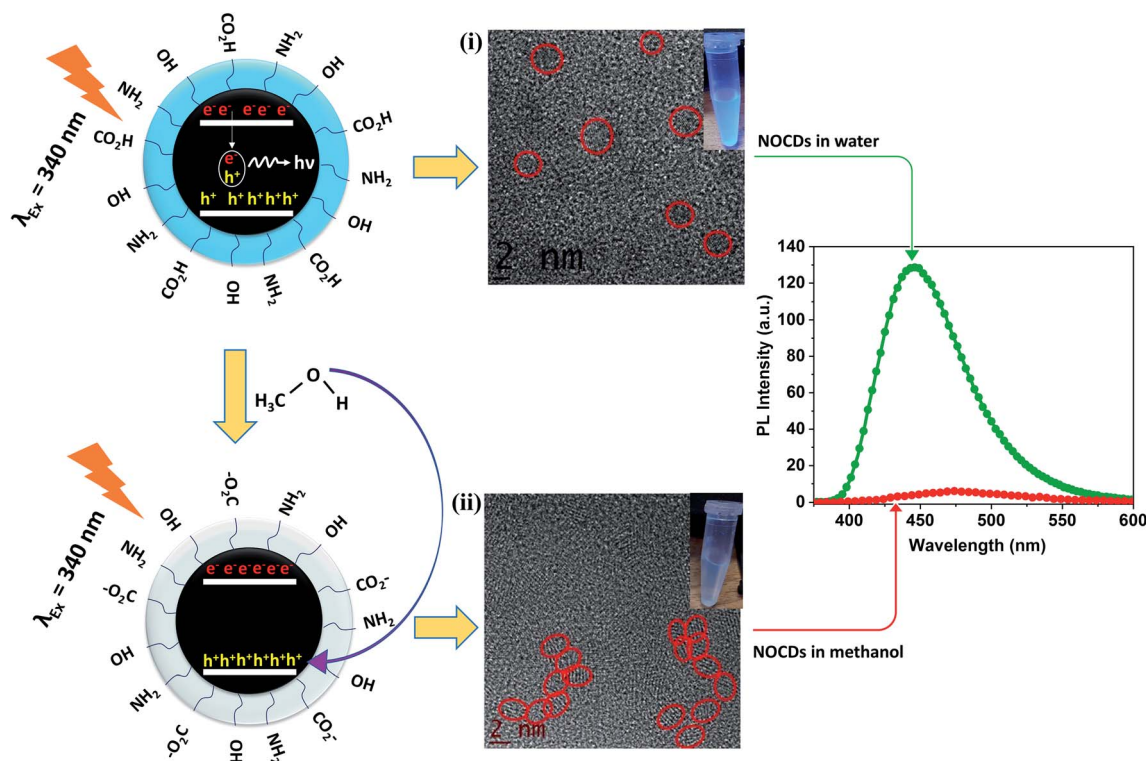 (i)
CO₂H
NH₂
OH
OH
NH₂
CO₂H
CO₂H
NH₂
OH
OH
NH₂
CO₂H
CO₂H
OH
NH₂
λEx = 340 nm
e⁻ e⁻ e⁻ e⁻ e⁻
e⁻
h⁺
hν
h⁺ h⁺ h⁺ h⁺ h⁺
2 nm
NOCDs in water
H₃C
O
H
140
120
100
80
60
40
20
0
400
450
500
550
600
PL Intensity (a.u.)
Wavelength (nm)
(ii)
-O₂C
NH₂
OH
OH
NH₂
CO₂-
-O₂C
NH₂
OH
OH
NH₂
CO₂-
-O₂C
OH
NH₂
λEx = 340 nm
e⁻ e⁻ e⁻ e⁻ e⁻ e⁻
h⁺h⁺h⁺h⁺h⁺h⁺
2 nm
NOCDs in methanol